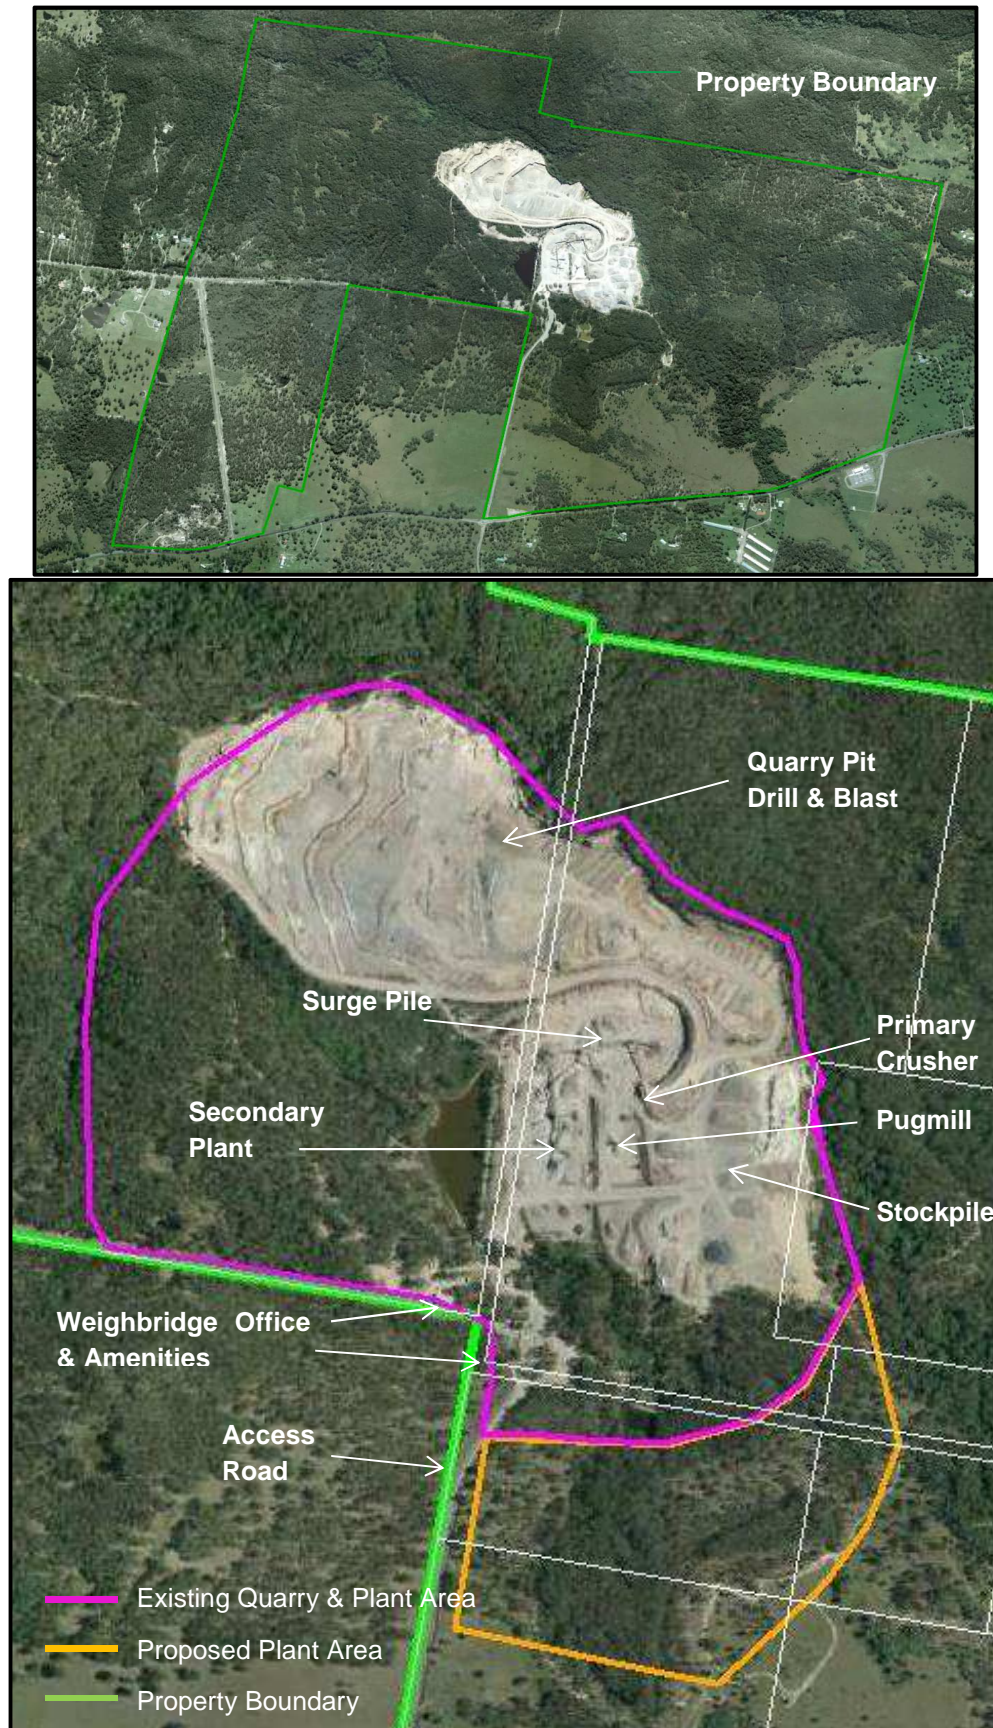 Property Boundary
Quarry Pit
Drill & Blast
Surge Pile
Primary
Crusher
Secondary
Plant
Pugmill
Stockpile
Weighbridge Office
& Amenities
Access
Road
Existing Quarry & Plant Area
Proposed Plant Area
Property Boundary